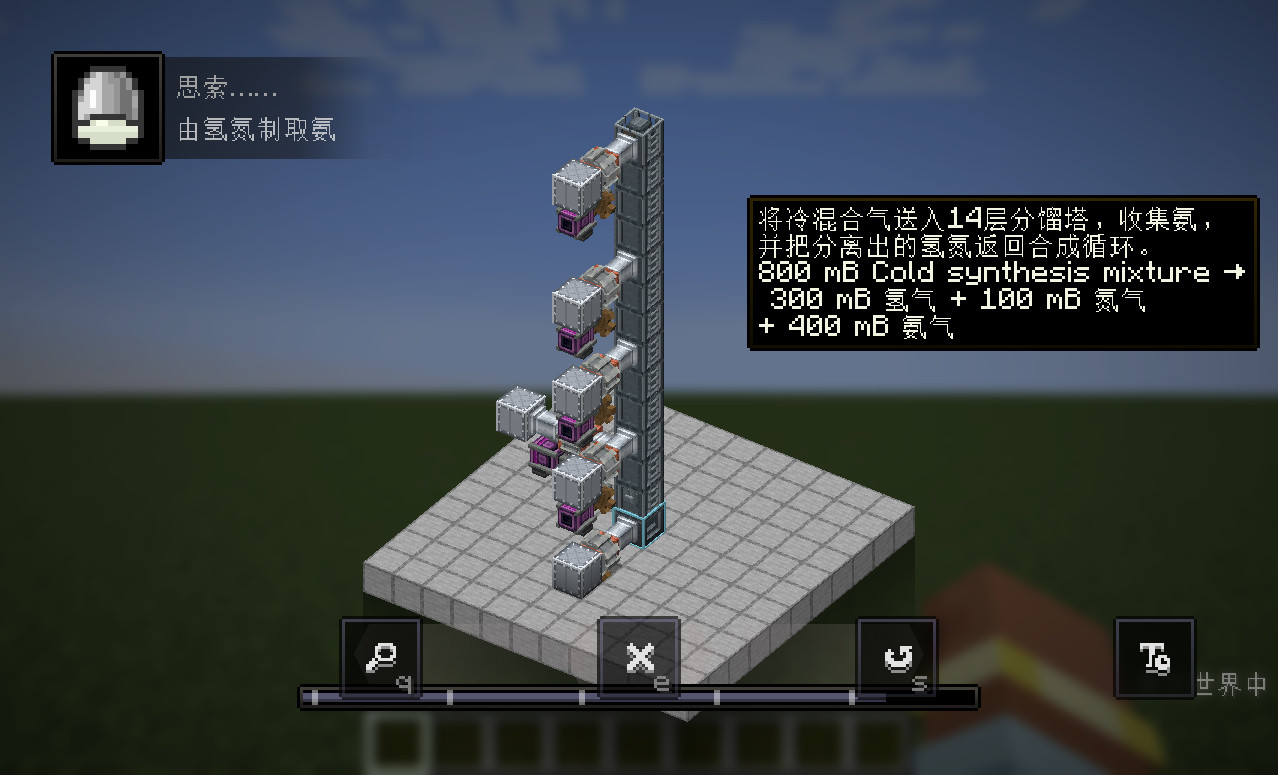 思索……
由氢氮制取氨
将冷混合气送入14层分馏塔，收集氨，
并把分离出的氢氮返回合成循环。
800 mB Cold synthesis mixture →
300 mB 氢气 + 100 mB 氮气
+ 400 mB 氨气
q
e
s
T
世界中